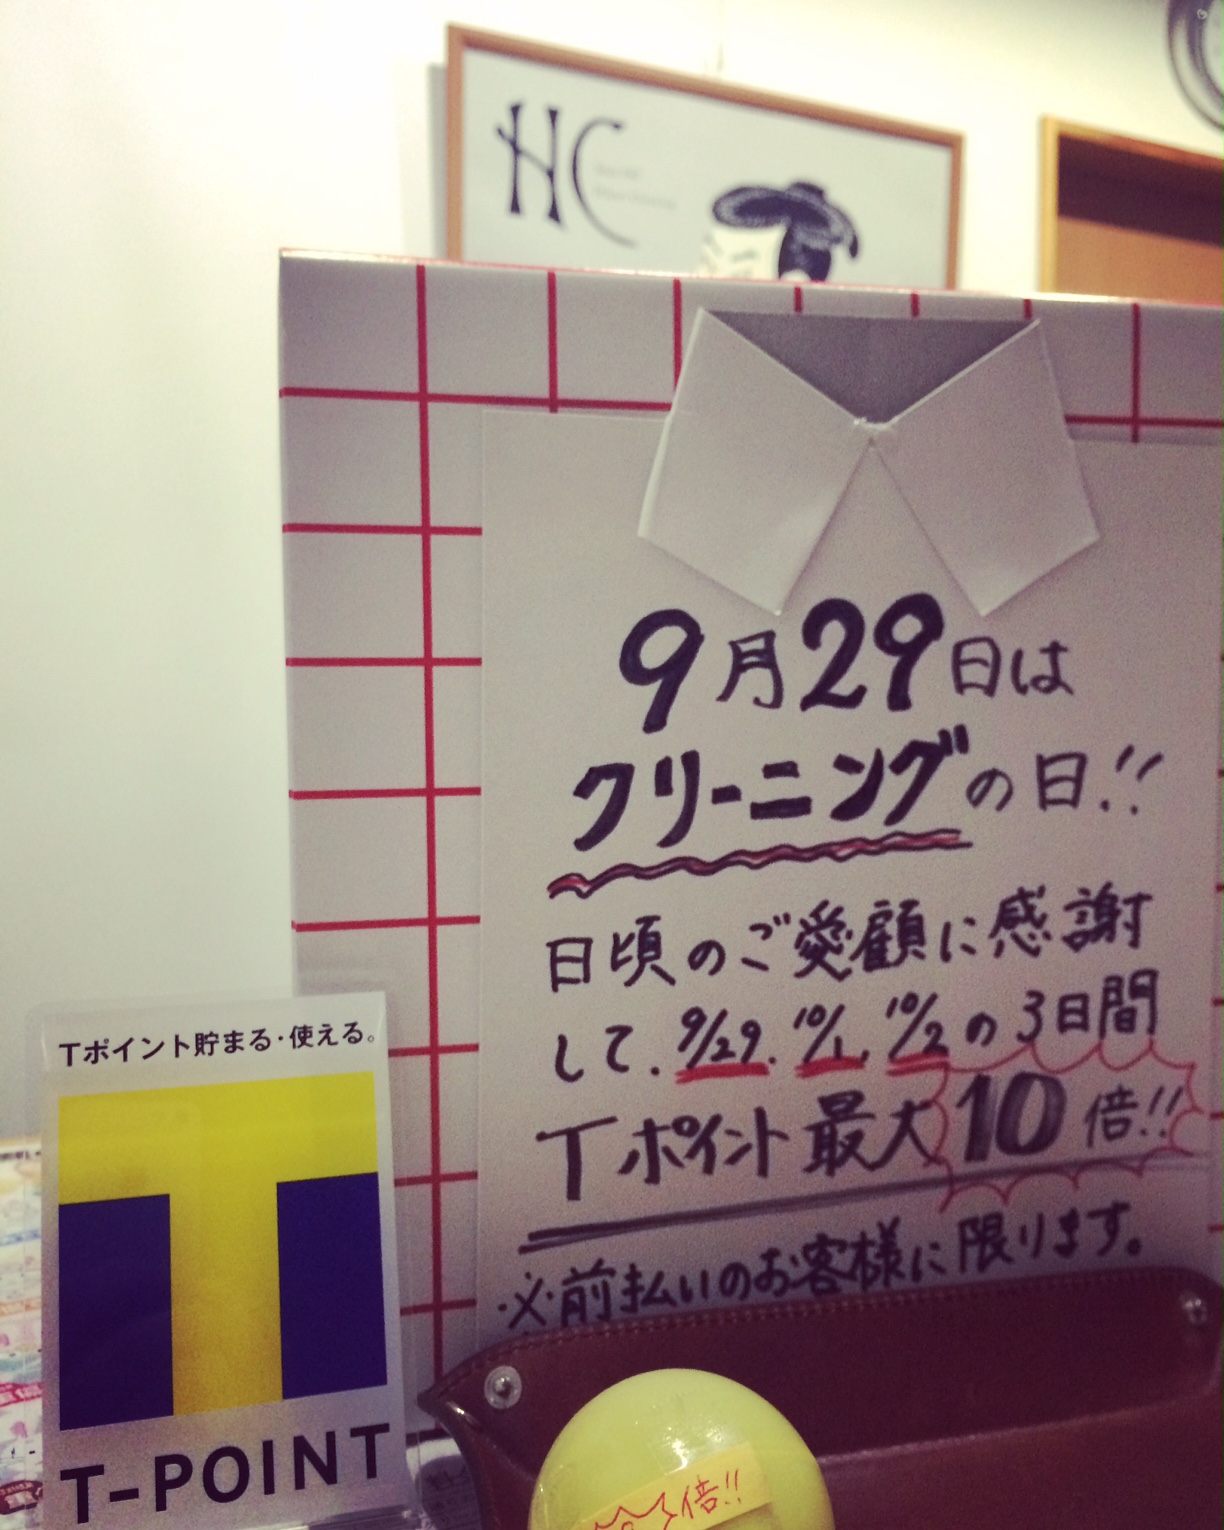 HC
9月29日は
クリーニングの日!!
日頃のご愛顧に感謝
して、9/29、10/1、10/2の3日間
Tポイント最大10倍!!
※前払いのお客様に限ります。
Tポイント貯まる・使える。
T-POINT
倍!!